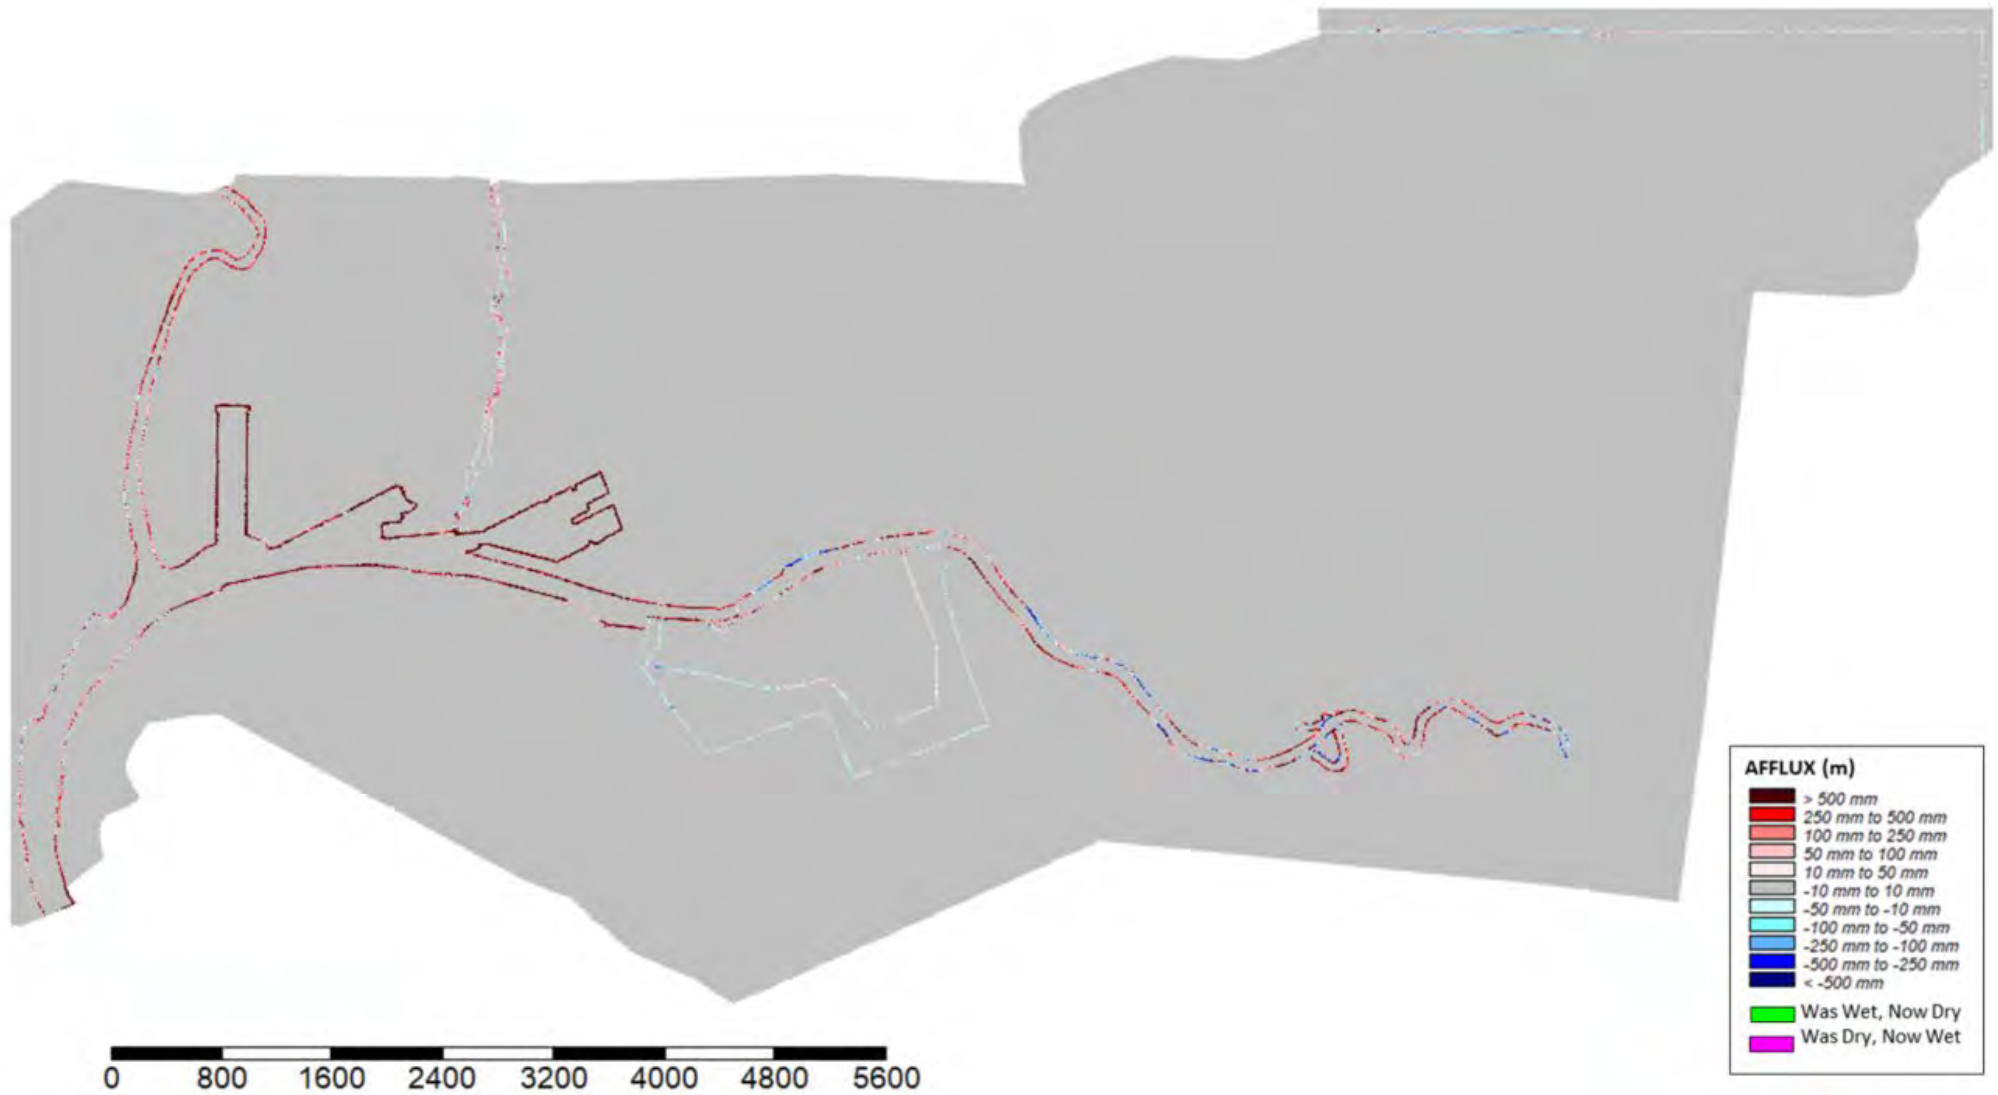 AFFLUX (m)
> 500 mm
250 mm to 500 mm
100 mm to 250 mm
50 mm to 100 mm
10 mm to 50 mm
-10 mm to 10 mm
-50 mm to -10 mm
-100 mm to -50 mm
-250 mm to -100 mm
-500 mm to -250 mm
< -500 mm
Was Wet, Now Dry
Was Dry, Now Wet
0 800 1600 2400 3200 4000 4800 5600